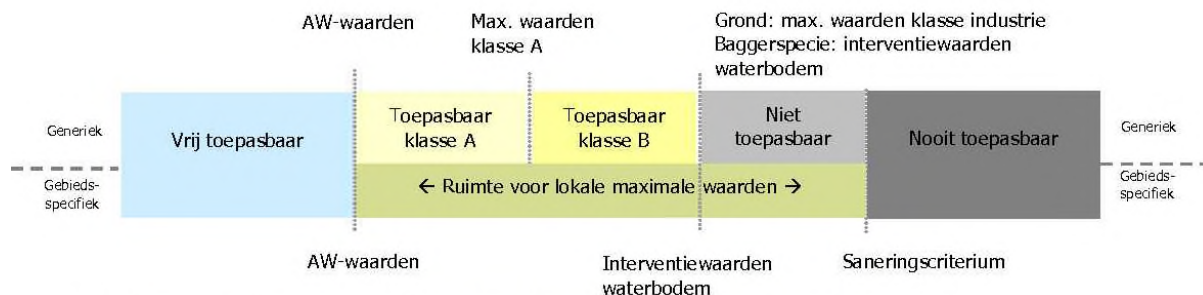 AW-waarden
Max. waarden
klasse A
Grond: max. waarden klasse industrie
Baggerspecie: interventiewaarden
waterbodem
Generiek
Vrij toepasbaar
Toepasbaar
klasse A
Toepasbaar
klasse B
Niet
toepasbaar
Nooit toepasbaar
Generiek
Gebieds-
specifiek
← Ruimte voor lokale maximale waarden →
Gebieds-
specifiek
AW-waarden
Interventiewaarden
waterbodem
Saneringscriterium